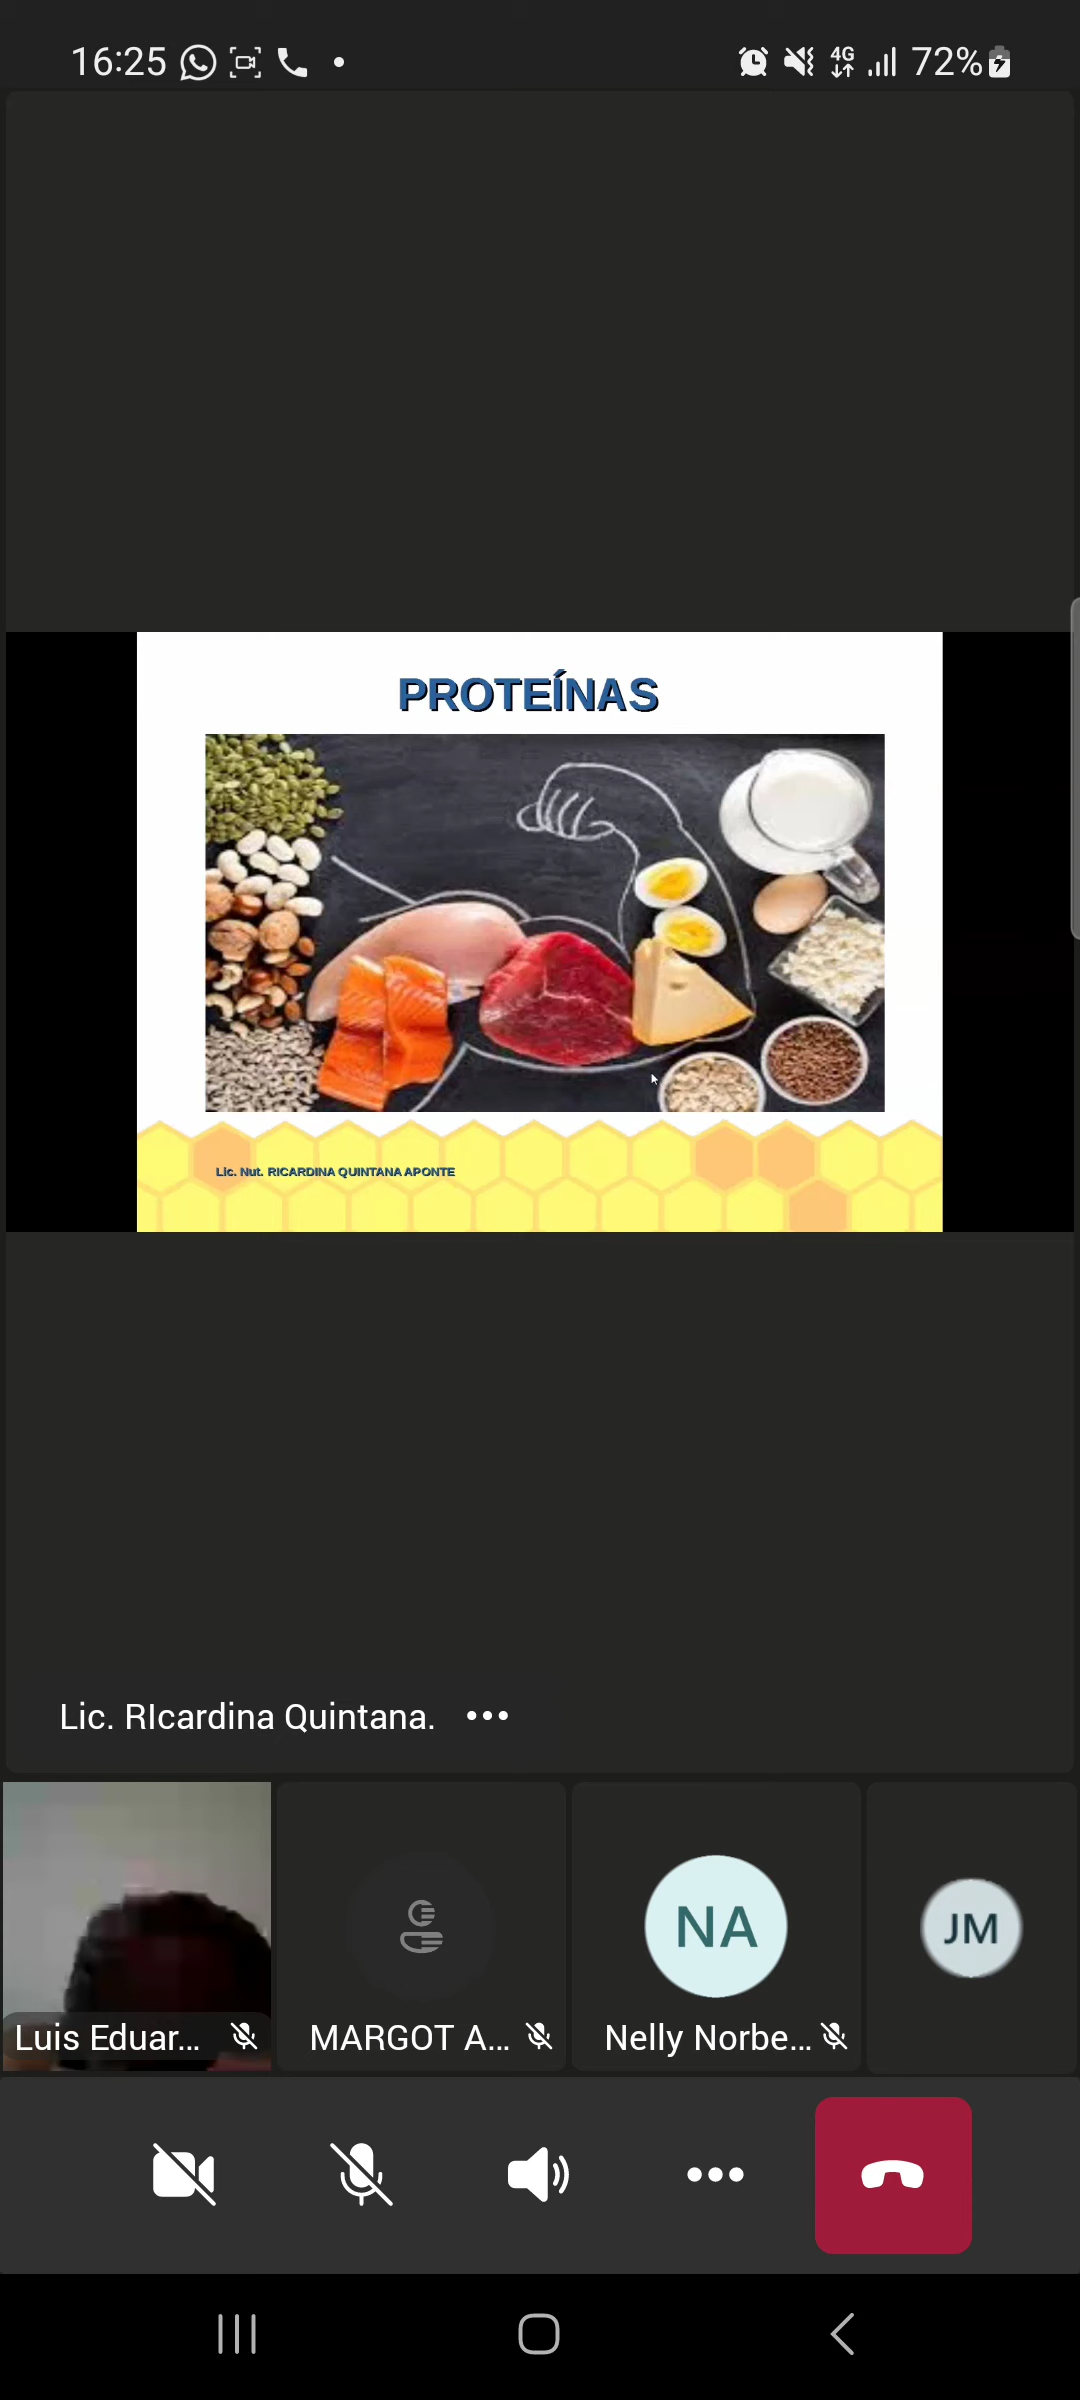 16:25
4G
72%
PROTEÍNAS
Lic. Nut. RICARDINA QUINTANA APONTE
Lic. RIcardina Quintana.
NA
JM
Luis Eduar...
MARGOT A...
Nelly Norbe...